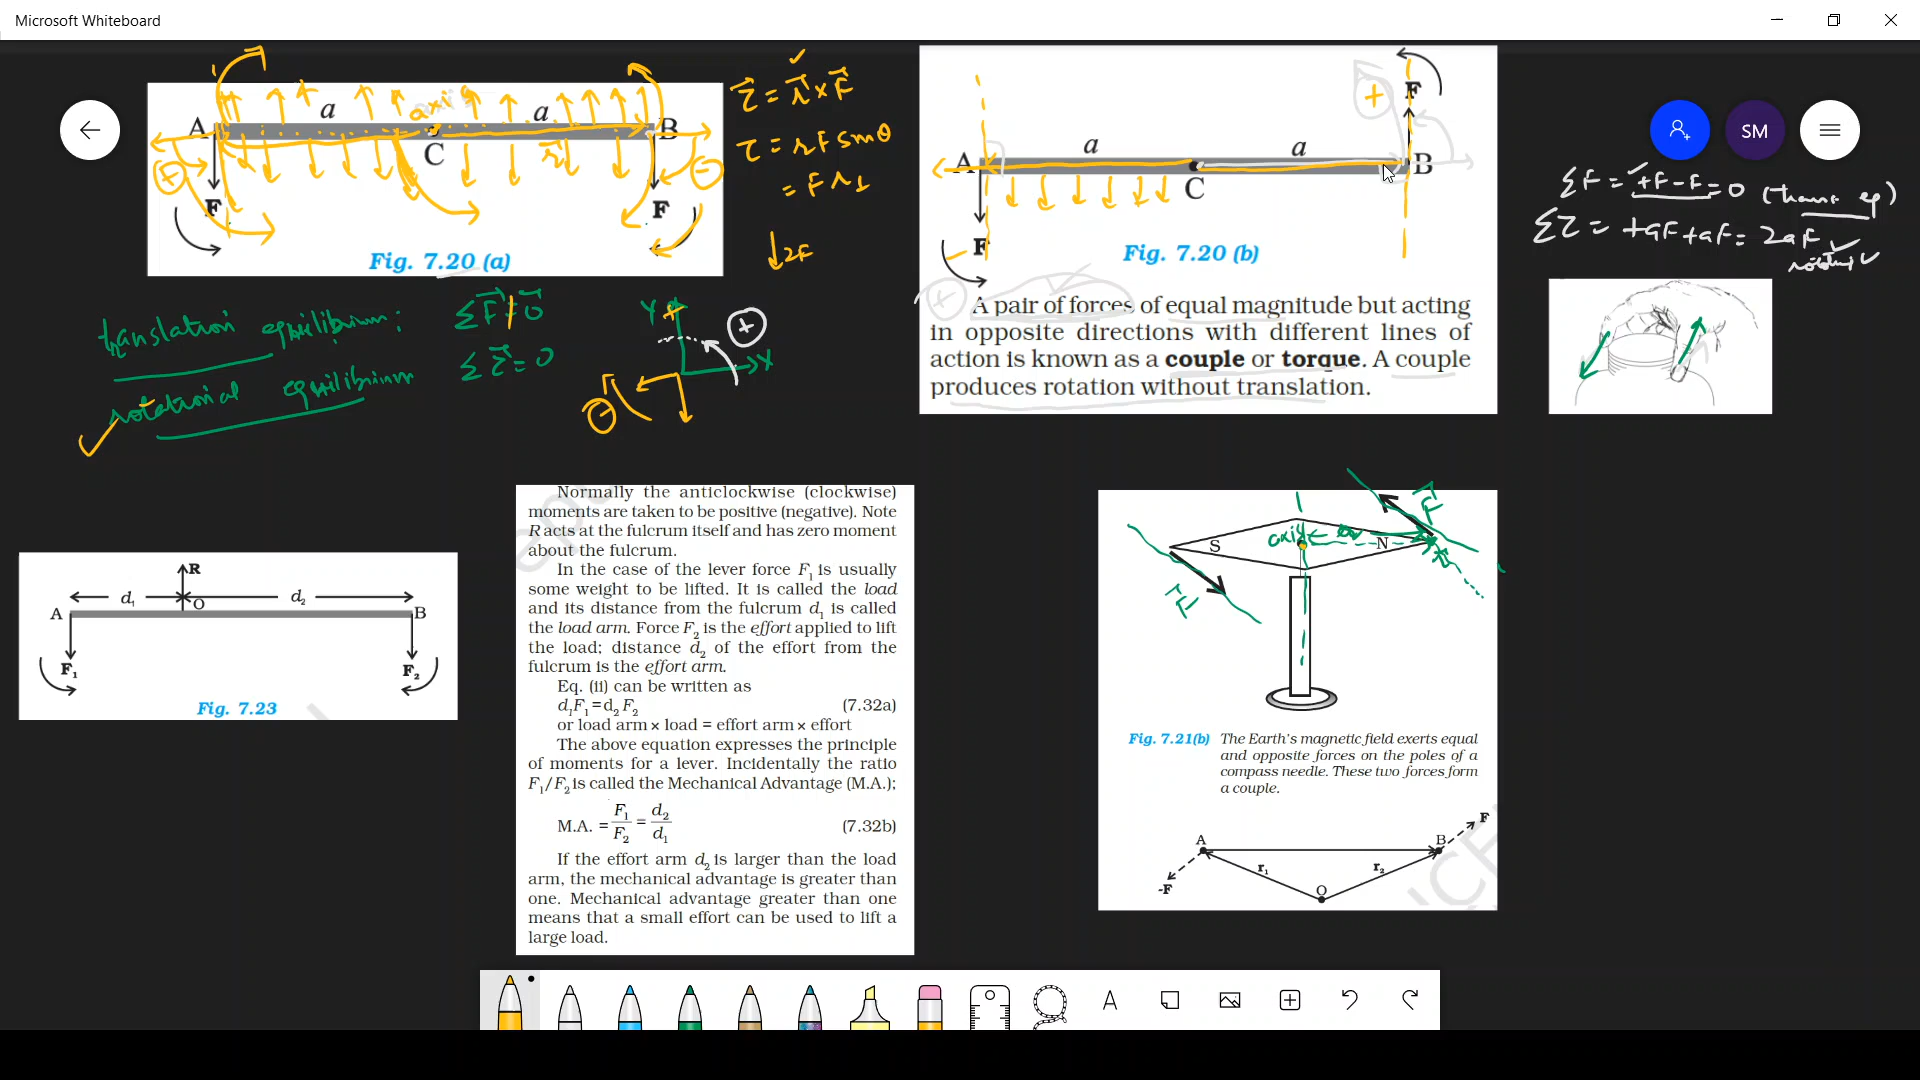 Microsoft Whiteboard
a
axis
a
A
B
C
F
F
Fig. 7.20 (a)
τ = r × F
τ = r F sin θ
= F r⊥
↓ 2F
translation equilibrium :
Σ F ≠ 0
rotational equilibrium
Σ τ = 0
Y
X
+
−
a
a
A
B
C
F
F
+
Fig. 7.20 (b)
A pair of forces of equal magnitude but acting
in opposite directions with different lines of
action is known as a couple or torque. A couple
produces rotation without translation.
SM
ΣF = +F - F = 0
Στ = +aF + aF = 2aF
R
d₁
O
d₂
A
B
F₁
F₂
Fig. 7.23
Normally the anticlockwise (clockwise)
moments are taken to be positive (negative). Note
R acts at the fulcrum itself and has zero moment
about the fulcrum.
In the case of the lever force F₁ is usually
some weight to be lifted. It is called the load
and its distance from the fulcrum d₁ is called
the load arm. Force F₂ is the effort applied to lift
the load; distance d₂ of the effort from the
fulcrum is the effort arm.
Eq. (ii) can be written as
d₁F₁ = d₂ F₂ (7.32a)
or load arm × load = effort arm × effort
The above equation expresses the principle
of moments for a lever. Incidentally the ratio
F₁/F₂ is called the Mechanical Advantage (M.A.);
M.A. = F₁/F₂ = d₂/d₁ (7.32b)
If the effort arm d₂ is larger than the load
arm, the mechanical advantage is greater than
one. Mechanical advantage greater than one
means that a small effort can be used to lift a
large load.
F
S
axis
N
F
Fig. 7.21(b) The Earth's magnetic field exerts equal
and opposite forces on the poles of a
compass needle. These two forces form
a couple.
A
B
F
r₁
r₂
-F
O